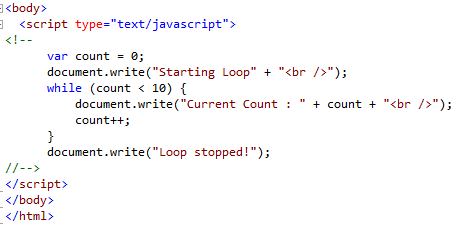 <body>
<script type="text/javascript">
<!--
var count = 0;
document.write("Starting Loop" + "<br />");
while (count < 10) {
document.write("Current Count : " + count + "<br />");
count++;
}
document.write("Loop stopped!");
//-->
</script>
</body>
</html>